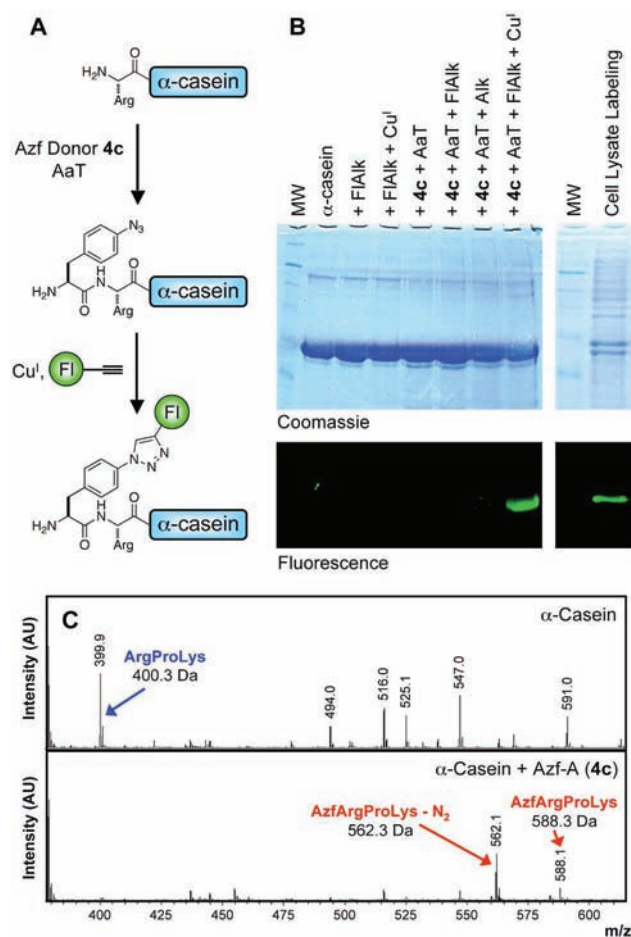 A
H₂N
O
Arg
α-casein
Azf Donor 4c
AaT
N₃
H₂N
O
H
N
O
Arg
α-casein
Cuᴵ, Fl
Fl
N
N
N
H₂N
O
H
N
O
Arg
α-casein
B
MW
α-casein
+ FlAlk
+ FlAlk + Cuᴵ
+ 4c + AaT
+ 4c + AaT + FlAlk
+ 4c + AaT + Alk
+ 4c + AaT + FlAlk + Cuᴵ
MW
Cell Lysate Labeling
Coomassie
Fluorescence
C
α-Casein
Intensity (AU)
399.9
ArgProLys
400.3 Da
494.0
516.0
525.1
547.0
591.0
α-Casein + Azf-A (4c)
Intensity (AU)
AzfArgProLys - N₂
562.3 Da
562.1
AzfArgProLys
588.3 Da
588.1
400 425 450 475 500 525 550 575 600
m/z